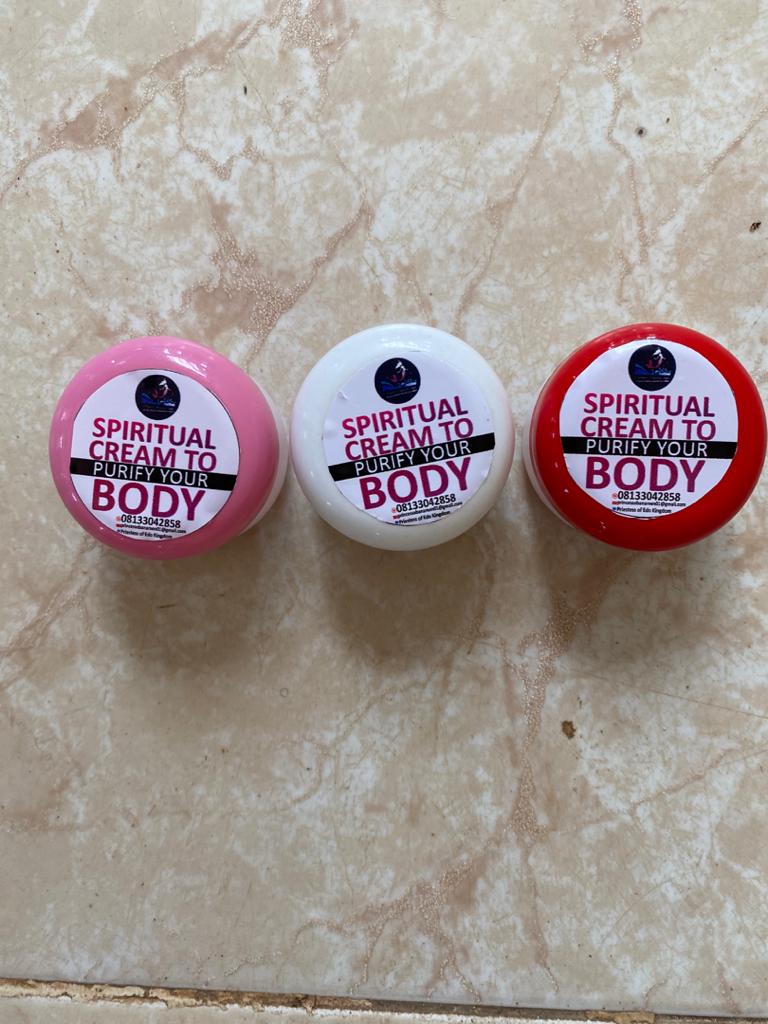 SPIRITUAL
CREAM TO
PURIFY YOUR
BODY
08133042858
Priestess of Edo Kingdom
SPIRITUAL
CREAM TO
PURIFY YOUR
BODY
08133042858
Priestess of Edo Kingdom
SPIRITUAL
CREAM TO
PURIFY YOUR
BODY
08133042858
Priestess of Edo Kingdom